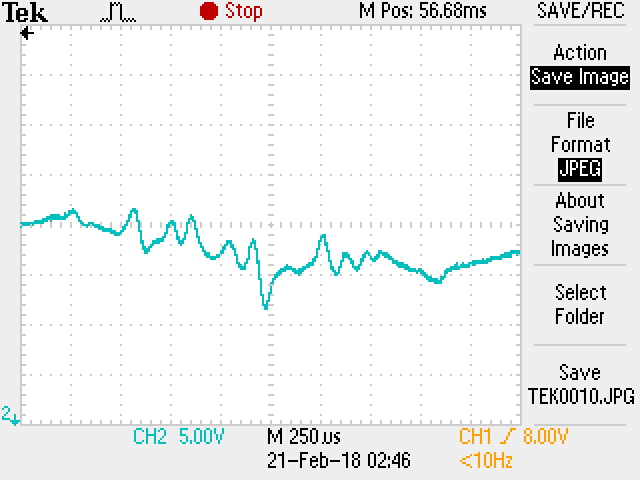 Tek Stop M Pos: 56.68ms SAVE/REC
Action
Save Image
File
Format
JPEG
About
Saving
Images
Select
Folder
Save
TEK0010.JPG
2
CH2 5.00V M 250µs CH1 8.00V
21-Feb-18 02:46 <10Hz